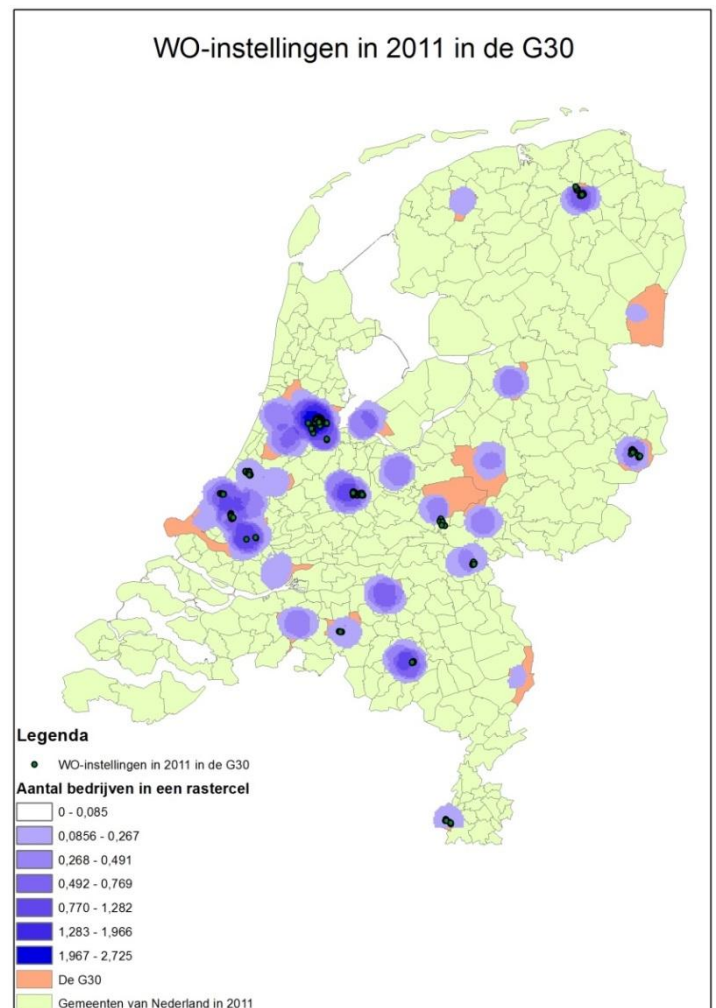 WO-instellingen in 2011 in de G30
Legenda
WO-instellingen in 2011 in de G30
Aantal bedrijven in een rastercel
0 - 0,085
0,0856 - 0,267
0,268 - 0,491
0,492 - 0,769
0,770 - 1,282
1,283 - 1,966
1,967 - 2,725
De G30
Gemeenten van Nederland in 2011